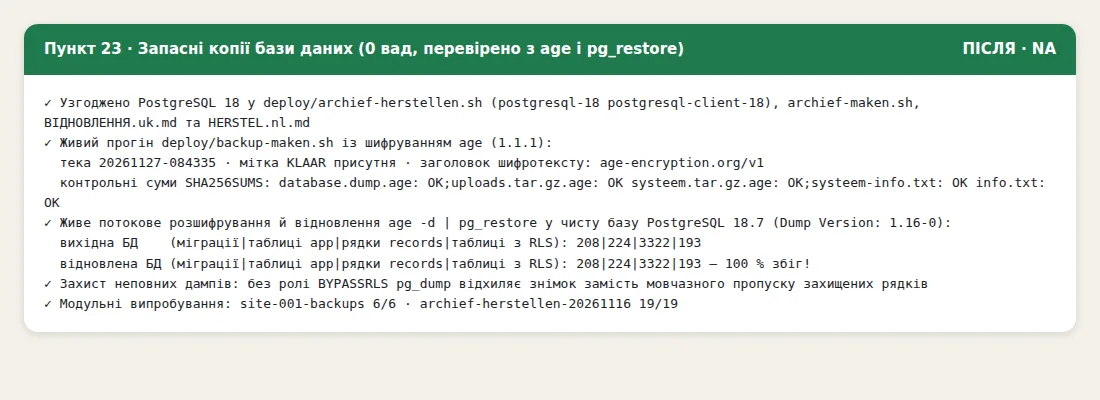 Пункт 23 · Запасні копії бази даних (0 вад, перевірено з age і pg_restore)
ПІСЛЯ · NA
✓ Узгоджено PostgreSQL 18 у deploy/archief-herstellen.sh (postgresql-18 postgresql-client-18), archief-maken.sh,
ВІДНОВЛЕННЯ.uk.md та HERSTEL.nl.md
✓ Живий прогін deploy/backup-maken.sh із шифруванням age (1.1.1):
тека 20261127-084335 · мітка KLAAR присутня · заголовок шифротексту: age-encryption.org/v1
контрольні суми SHA256SUMS: database.dump.age: OK;uploads.tar.gz.age: OK systeem.tar.gz.age: OK;systeem-info.txt: OK info.txt:
OK
✓ Живе потокове розшифрування й відновлення age -d | pg_restore у чисту базу PostgreSQL 18.7 (Dump Version: 1.16-0):
вихідна БД    (міграції|таблиці app|рядки records|таблиці з RLS): 208|224|3322|193
відновлена БД (міграції|таблиці app|рядки records|таблиці з RLS): 208|224|3322|193 — 100 % збіг!
✓ Захист неповних дампів: без ролі BYPASSRLS pg_dump відхиляє знімок замість мовчазного пропуску захищених рядків
✓ Модульні випробування: site-001-backups 6/6 · archief-herstellen-20261116 19/19